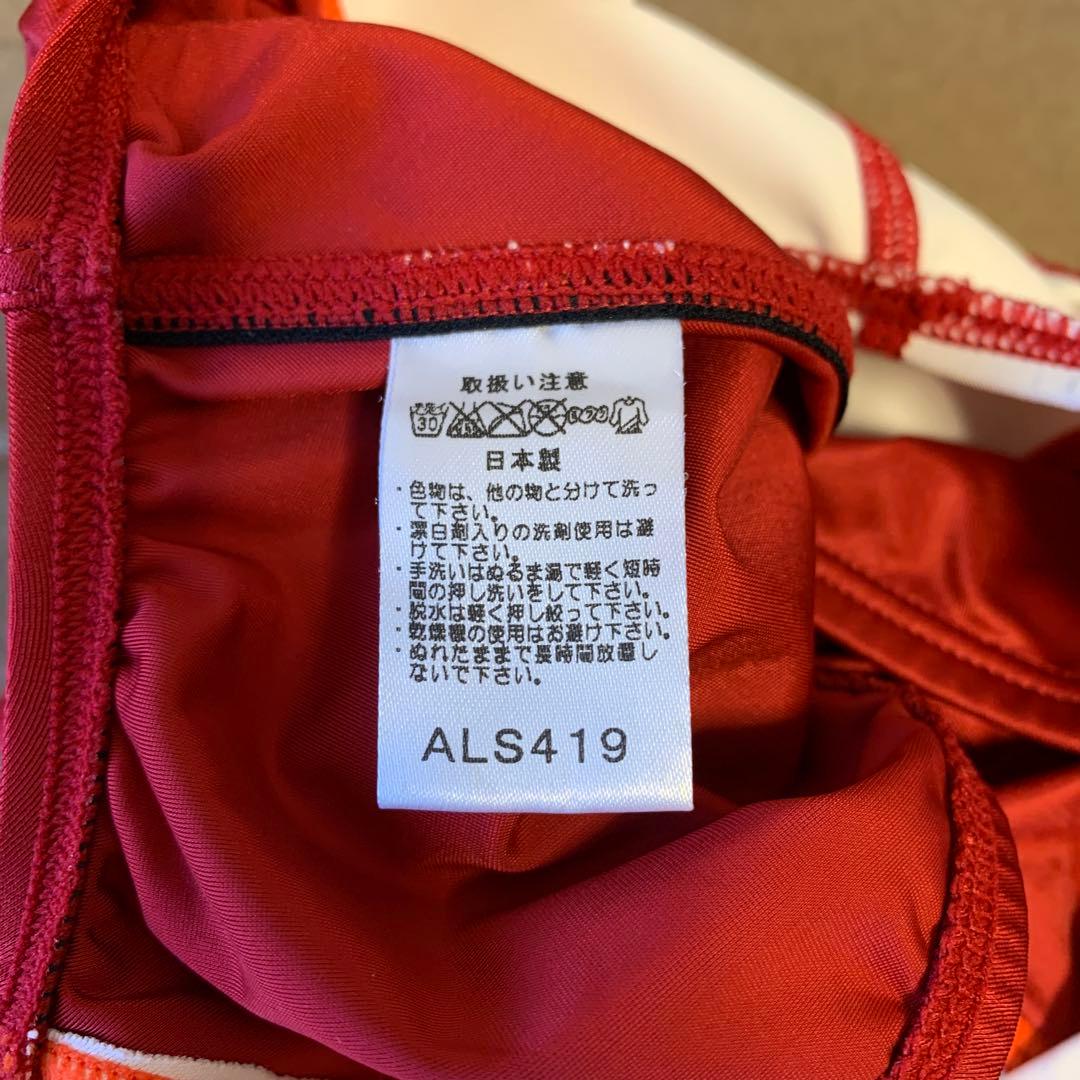 取扱い注意
30
日本製
・色物は、他の物と分けて洗っ
て下さい。
・漂白剤入りの洗剤使用は避
けて下さい。
・手洗いはぬるま湯で軽く短時
間の押し洗いをして下さい。
・脱水は軽く押し絞って下さい。
・乾燥機の使用はお避け下さい。
・ぬれたままで長時間放置し
ないで下さい。
ALS419